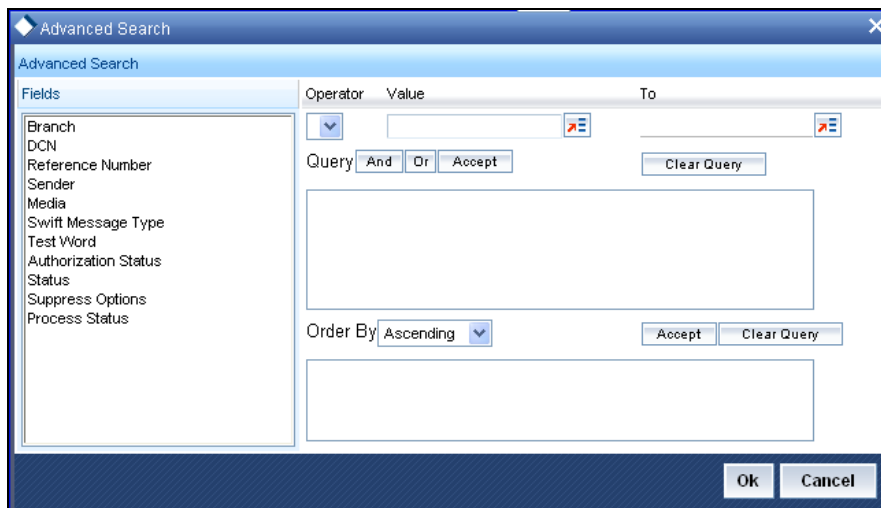 Advanced Search
Advanced Search
Fields
Operator Value To
Branch
DCN
Reference Number
Sender
Media
Swift Message Type
Test Word
Authorization Status
Status
Suppress Options
Process Status
Query And Or Accept Clear Query
Order By Ascending Accept Clear Query
Ok Cancel